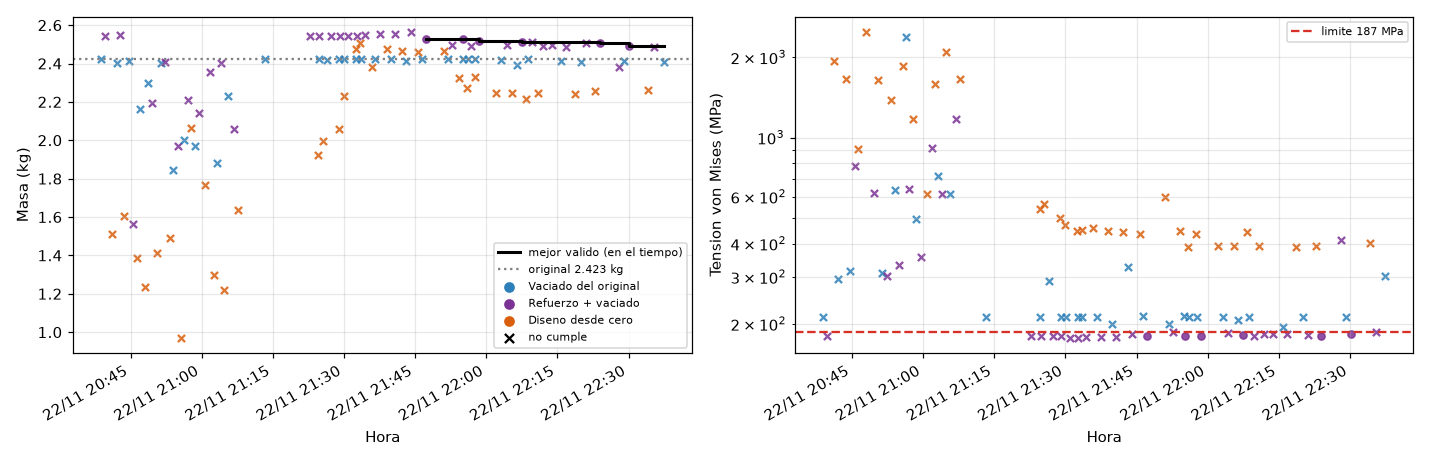 2.6
2.4
2.2
2.0
1.8
1.6
1.4
1.2
1.0
Masa (kg)
22/11 20:45
22/11 21:00
22/11 21:15
22/11 21:30
22/11 21:45
22/11 22:00
22/11 22:15
22/11 22:30
Hora
mejor valido (en el tiempo)
original 2.423 kg
Vaciado del original
Refuerzo + vaciado
Diseno desde cero
no cumple
2 × 10³
10³
6 × 10²
4 × 10²
3 × 10²
2 × 10²
Tension von Mises (MPa)
22/11 20:45
22/11 21:00
22/11 21:15
22/11 21:30
22/11 21:45
22/11 22:00
22/11 22:15
22/11 22:30
Hora
limite 187 MPa